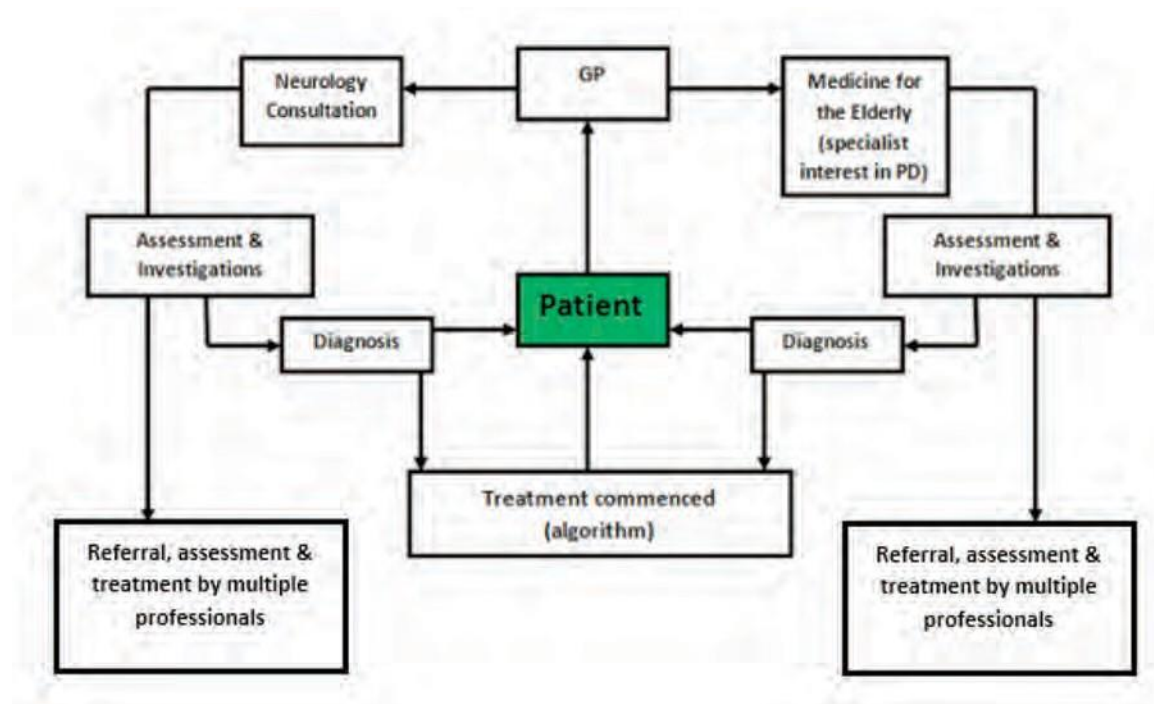 GP
Neurology
Consultation
Medicine for
the Elderly
(specialist
interest in PD)
Assessment &
Investigations
Assessment &
Investigations
Patient
Diagnosis
Diagnosis
Treatment commenced
(algorithm)
Referral, assessment &
treatment by multiple
professionals
Referral, assessment &
treatment by multiple
professionals